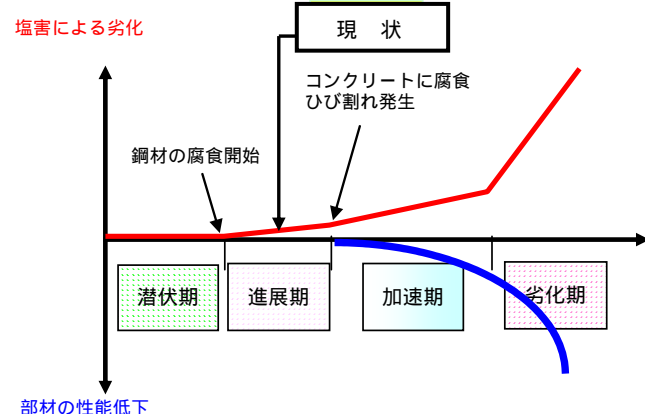 塩害による劣化
現 状
コンクリートに腐食
ひび割れ発生
鋼材の腐食開始
潜伏期
進展期
加速期
劣化期
部材の性能低下